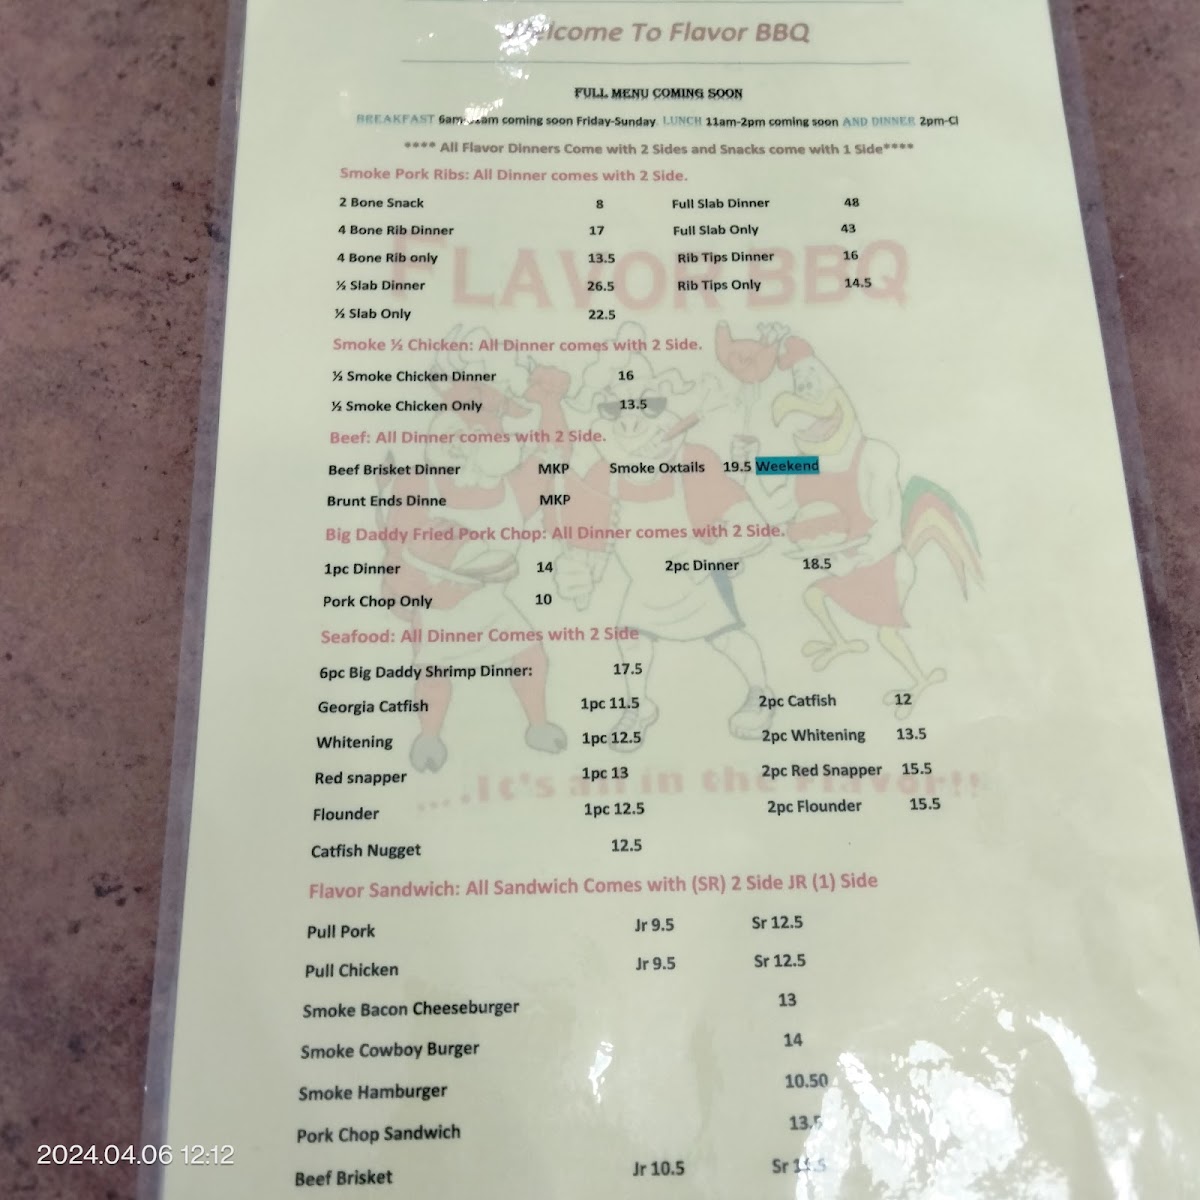 Welcome To Flavor BBQ
FULL MENU COMING SOON
BREAKFAST coming soon Friday-Sunday. LUNCH 11am-2pm coming soon AND DINNER 2pm-Cl
**** All Flavor Dinners Come with 2 Sides and Snacks come with 1 Side****
Smoke Pork Ribs: All Dinner comes with 2 Side.
2 Bone Snack 8 Full Slab Dinner 48
4 Bone Rib Dinner 17 Full Slab Only 43
4 Bone Rib only 13.5 Rib Tips Dinner 16
½ Slab Dinner 26.5 Rib Tips Only 14.5
½ Slab Only 22.5
FLAVOR BBQ
Smoke ½ Chicken: All Dinner comes with 2 Side.
½ Smoke Chicken Dinner 16
½ Smoke Chicken Only 13.5
Beef: All Dinner comes with 2 Side.
Beef Brisket Dinner MKP Smoke Oxtails 19.5 Weekend
Brunt Ends Dinne MKP
Big Daddy Fried Pork Chop: All Dinner comes with 2 Side.
1pc Dinner 14 2pc Dinner 18.5
Pork Chop Only 10
Seafood: All Dinner Comes with 2 Side
6pc Big Daddy Shrimp Dinner: 17.5
Georgia Catfish 1pc 11.5 2pc Catfish 12
Whitening 1pc 12.5 2pc Whitening 13.5
Red snapper 1pc 13 2pc Red Snapper 15.5
....It's all in the Flavor!!
Flounder 1pc 12.5 2pc Flounder 15.5
Catfish Nugget 12.5
Flavor Sandwich: All Sandwich Comes with (SR) 2 Side JR (1) Side
Pull Pork Jr 9.5 Sr 12.5
Pull Chicken Jr 9.5 Sr 12.5
Smoke Bacon Cheeseburger 13
Smoke Cowboy Burger 14
Smoke Hamburger 10.50
Pork Chop Sandwich 13.5
Beef Brisket Jr 10.5 Sr
2024.04.06 12:12